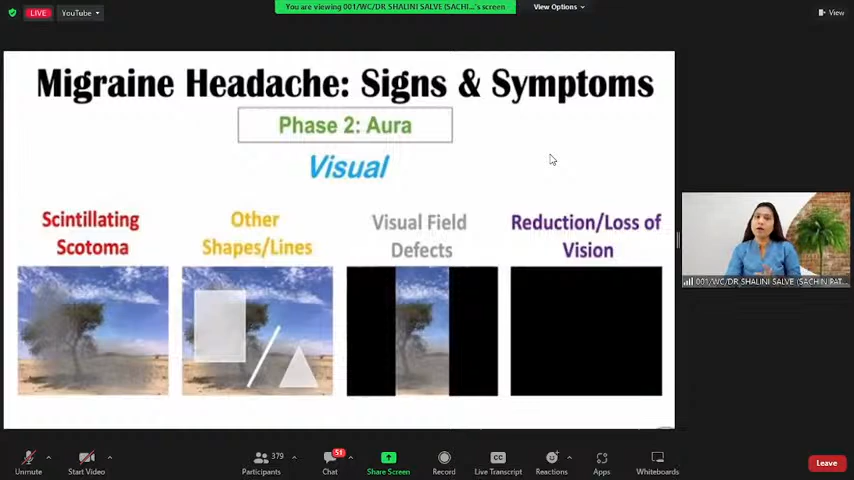 LIVE
YouTube
You are viewing 001/WC/DR SHALINI SALVE (SACHI...'s screen
View Options
View
Migraine Headache: Signs & Symptoms
Phase 2: Aura
Visual
Scintillating
Scotoma
Other
Shapes/Lines
Visual Field
Defects
Reduction/Loss of
Vision
001/WC/DR SHALINI SALVE (SACHIN PAT...
Unmute
Start Video
Participants
379
Chat
51
Share Screen
Record
CC
Live Transcript
Reactions
Apps
Whiteboards
Leave